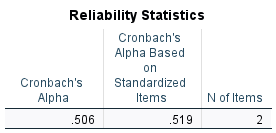 Reliability Statistics
Cronbach's
Alpha Based
on
Cronbach's Standardized
Alpha Items N of Items
.506 .519 2